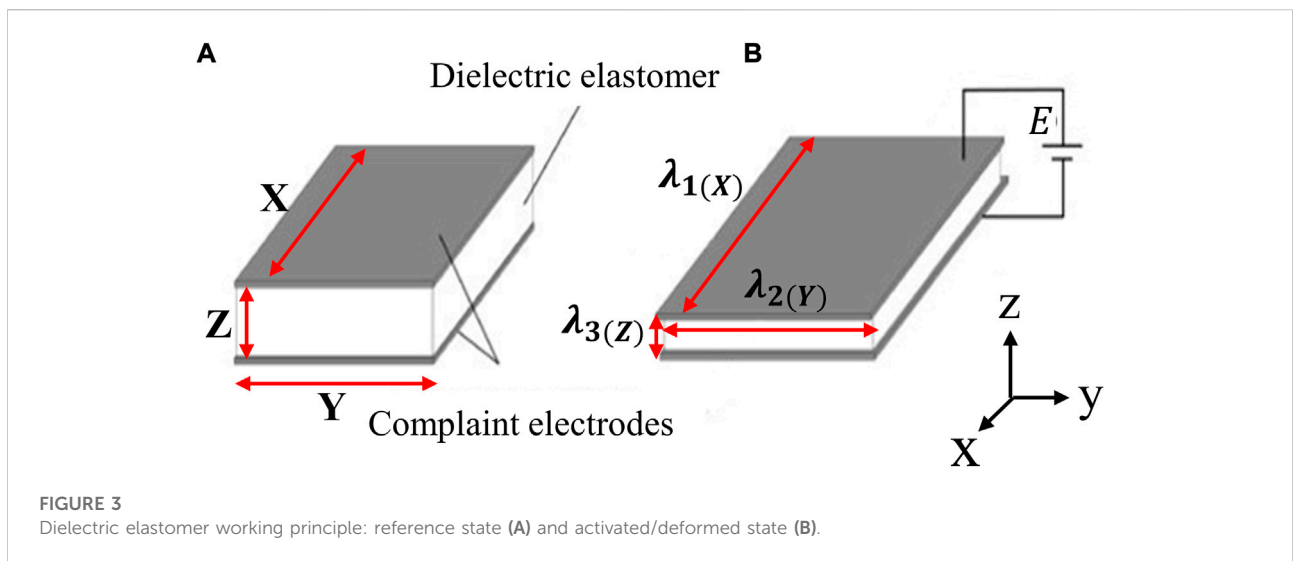 A
B
Dielectric elastomer
E
X
λ1(X)
λ2(Y)
Z
λ3(Z)
z
Y
y
Complaint electrodes
x
FIGURE 3
Dielectric elastomer working principle: reference state (A) and activated/deformed state (B).